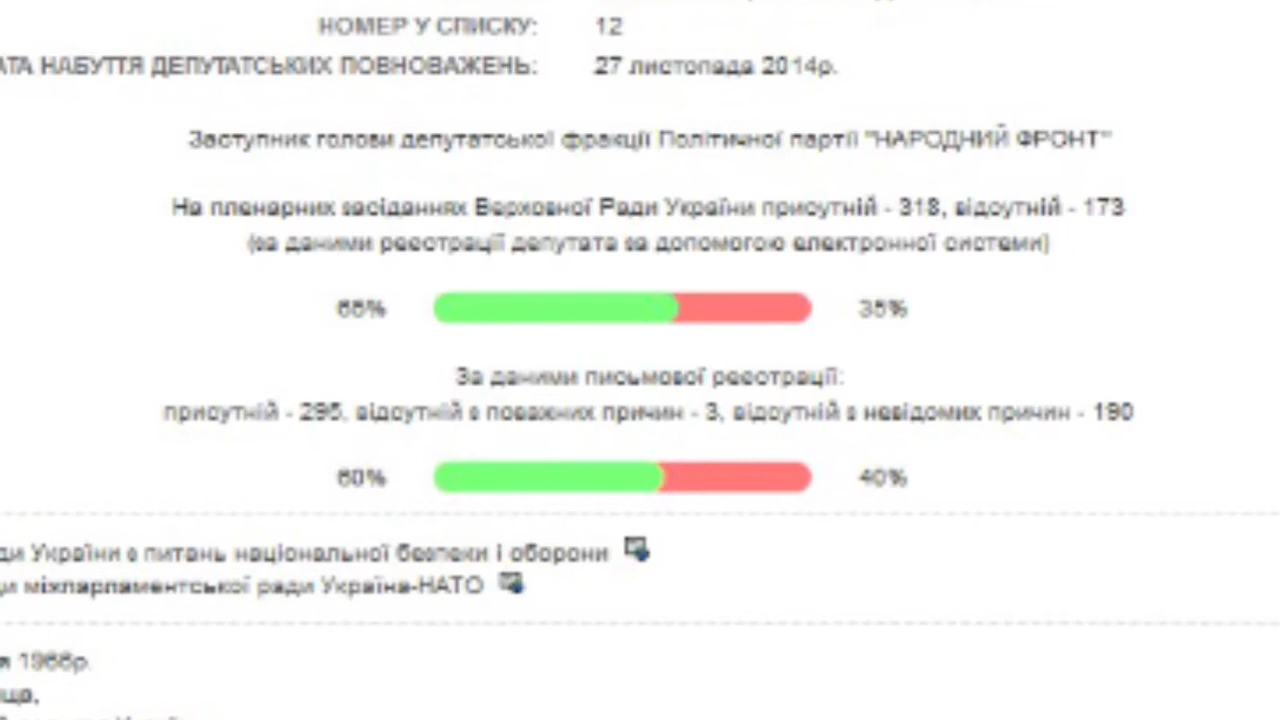 НОМЕР У СПИСКУ: 12
АТА НАБУТТЯ ДЕПУТАТСЬКИХ ПОВНОВАЖЕНЬ: 27 листопада 2014р.
Заступник голови депутатської фракції Політичної партії "НАРОДНИЙ ФРОНТ"
На пленарних засіданнях Верховної Ради України присутній - 318, відсутній - 173
(за даними реєстрації депутата за допомогою електронної системи)
65% 35%
За даними письмової реєстрації:
присутній - 295, відсутній з поважних причин - 3, відсутній з невідомих причин - 190
60% 40%
ди України з питань національної безпеки і оборони
ди міжпарламентської ради Україна-НАТО